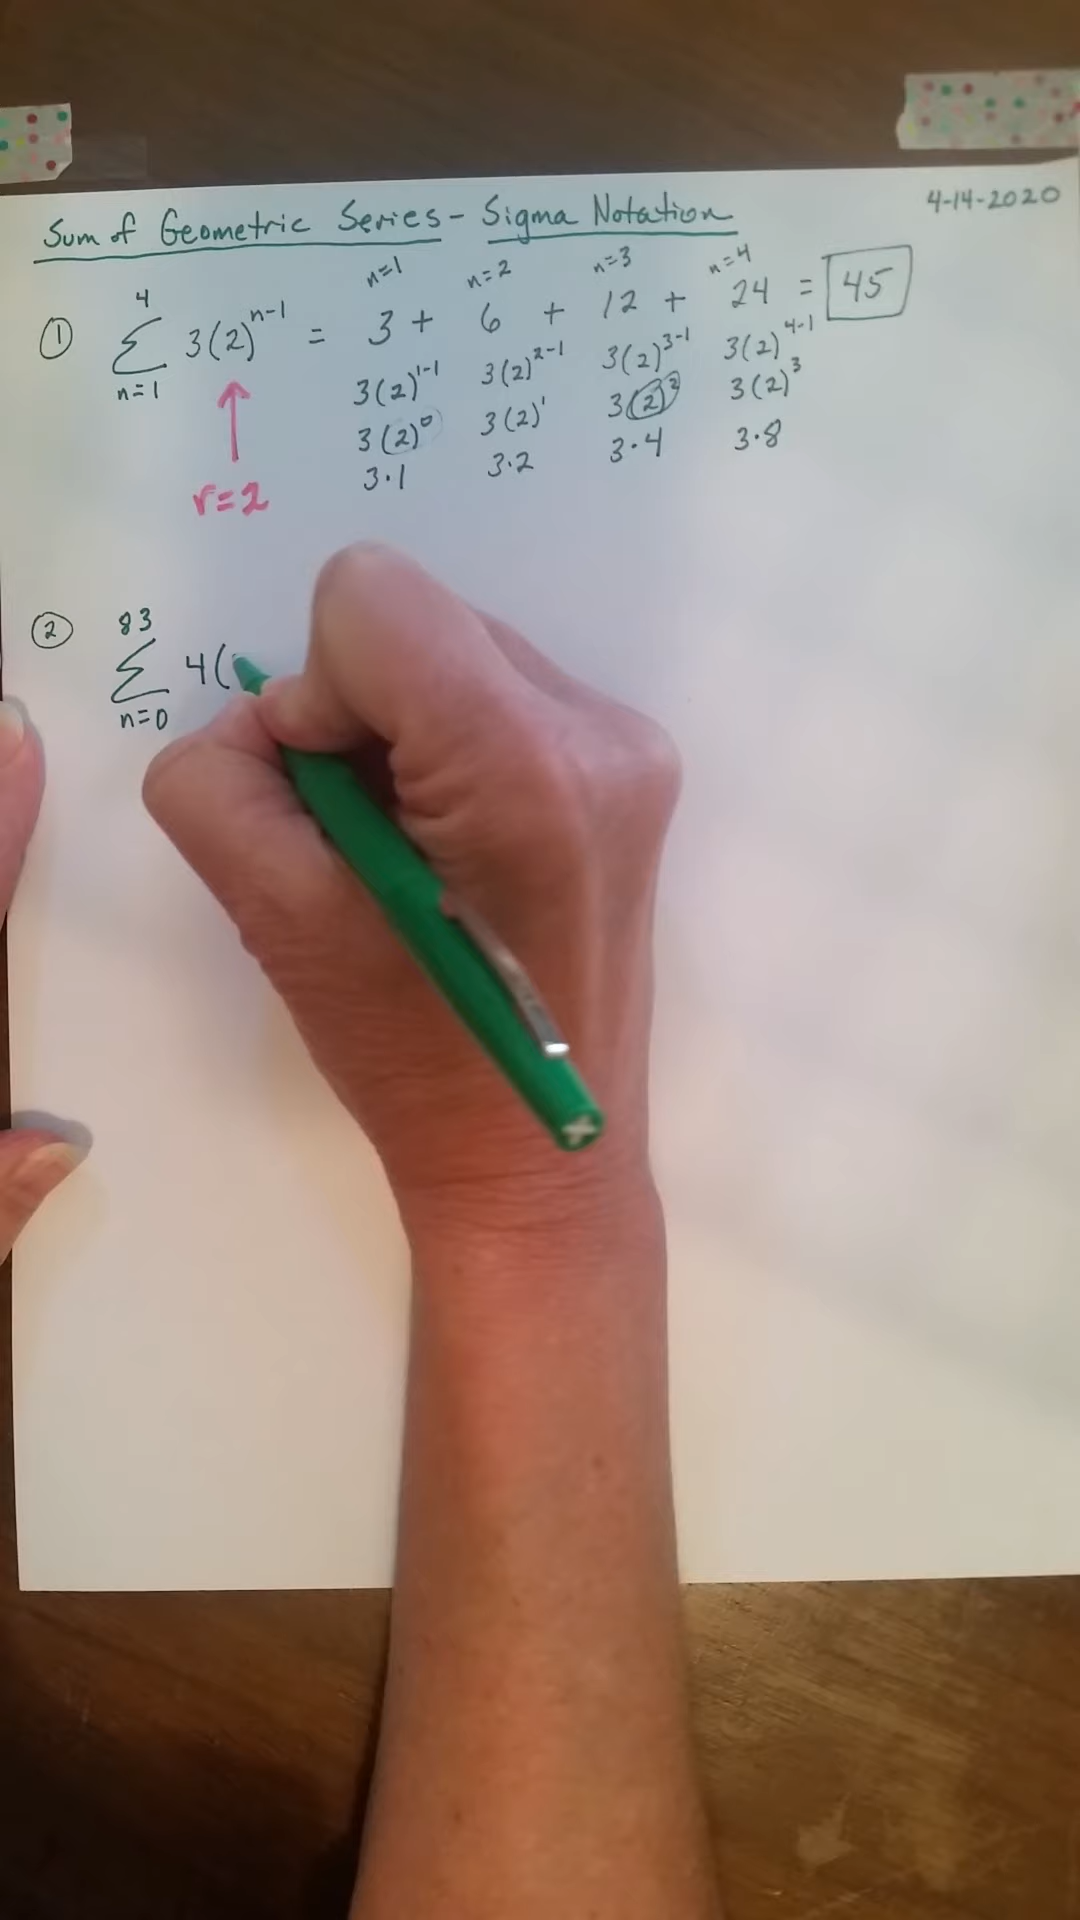 Sum of Geometric Series - Sigma Notation 4-14-2020
n=1 n=2 n=3 n=4
① 4 ∑ n=1 3(2)^n-1 = 3 + 6 + 12 + 24 = 45
3(2)^1-1 3(2)^2-1 3(2)^3-1 3(2)^4-1
3(2)^0 3(2)^1 3(2)^2 3(2)^3
3·1 3·2 3·4 3·8
r=2
② 83 ∑ n=0 4(